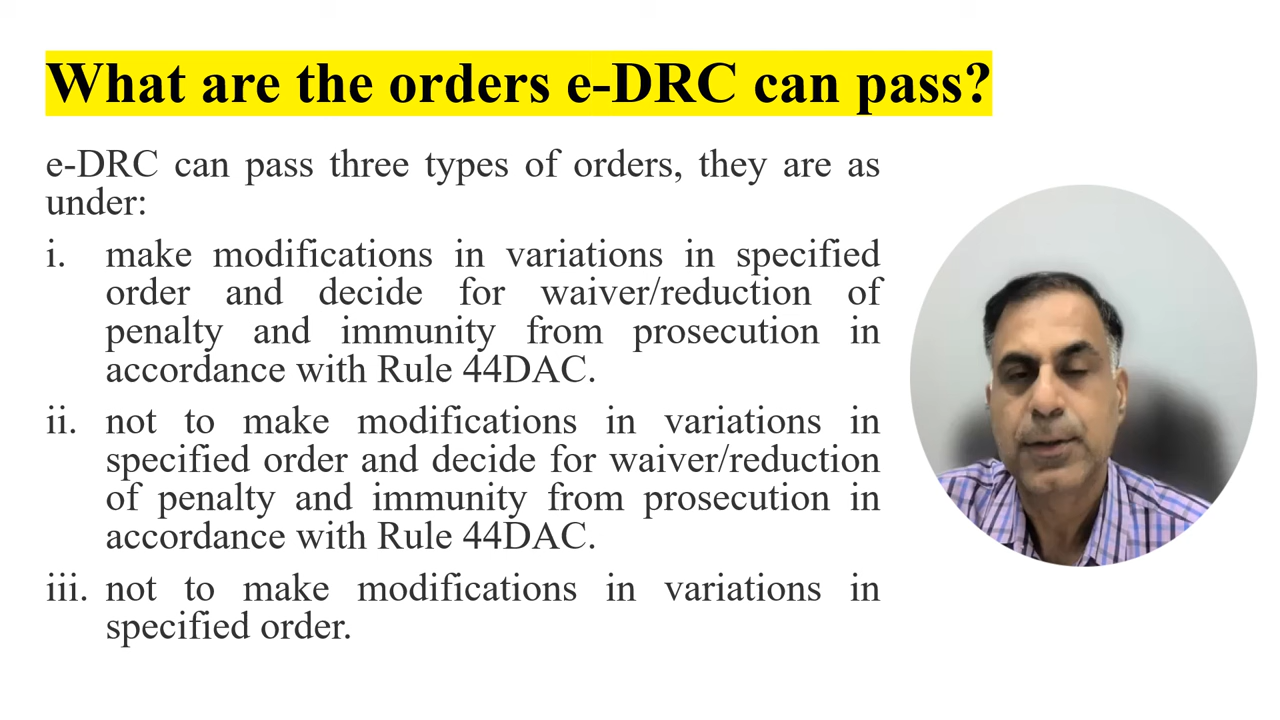 What are the orders e-DRC can pass?
e-DRC can pass three types of orders, they are as
under:
i. make modifications in variations in specified
order and decide for waiver/reduction of
penalty and immunity from prosecution in
accordance with Rule 44DAC.
ii. not to make modifications in variations in
specified order and decide for waiver/reduction
of penalty and immunity from prosecution in
accordance with Rule 44DAC.
iii. not to make modifications in variations in
specified order.